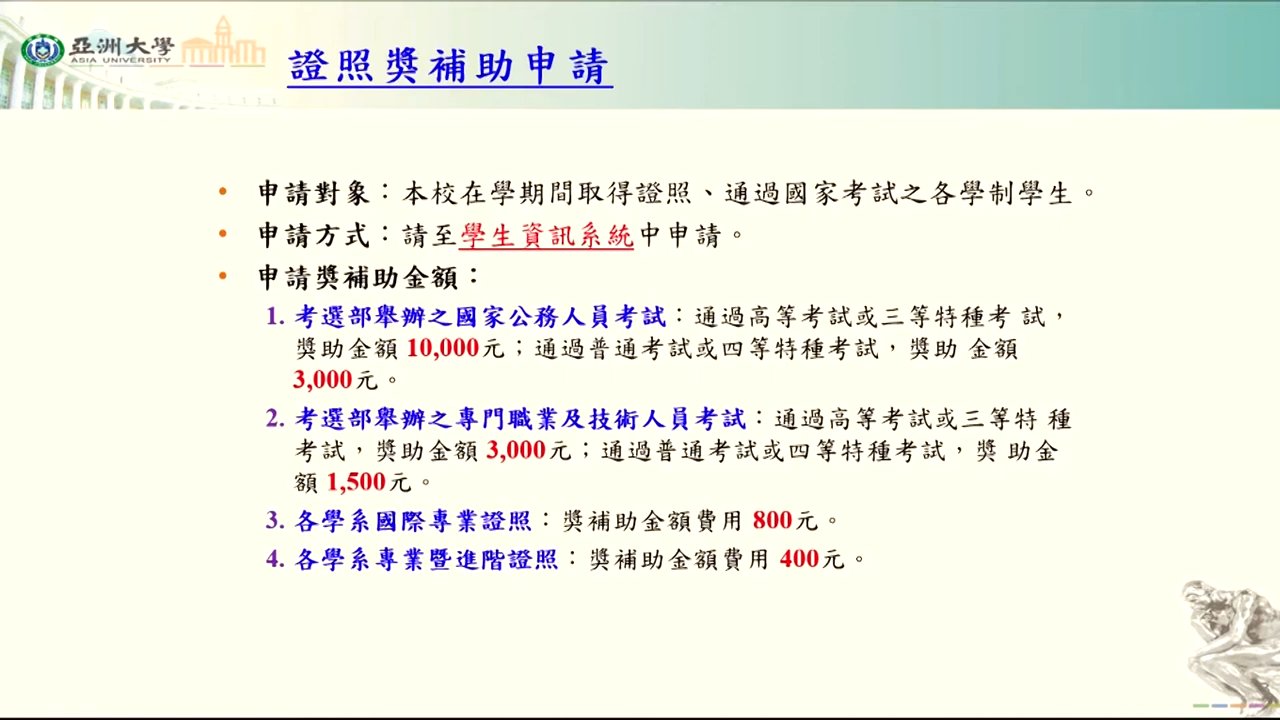 亞洲大學
ASIA UNIVERSITY
證照獎補助申請
• 申請對象：本校在學期間取得證照、通過國家考試之各學制學生。
• 申請方式：請至學生資訊系統中申請。
• 申請獎補助金額：
1. 考選部舉辦之國家公務人員考試：通過高等考試或三等特種考 試，
獎助金額 10,000元；通過普通考試或四等特種考試，獎助 金額
3,000元。
2. 考選部舉辦之專門職業及技術人員考試：通過高等考試或三等特 種
考試，獎助金額 3,000元；通過普通考試或四等特種考試，獎 助金
額 1,500元。
3. 各學系國際專業證照：獎補助金額費用 800元。
4. 各學系專業暨進階證照：獎補助金額費用 400元。